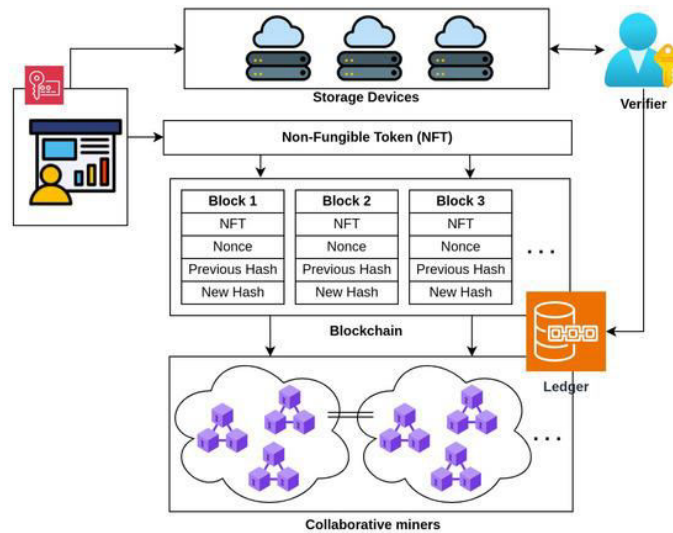 Storage Devices
Verifier
Non-Fungible Token (NFT)
Block 1
NFT
Nonce
Previous Hash
New Hash
Block 2
NFT
Nonce
Previous Hash
New Hash
Block 3
NFT
Nonce
Previous Hash
New Hash
. . .
Blockchain
Ledger
. . .
Collaborative miners